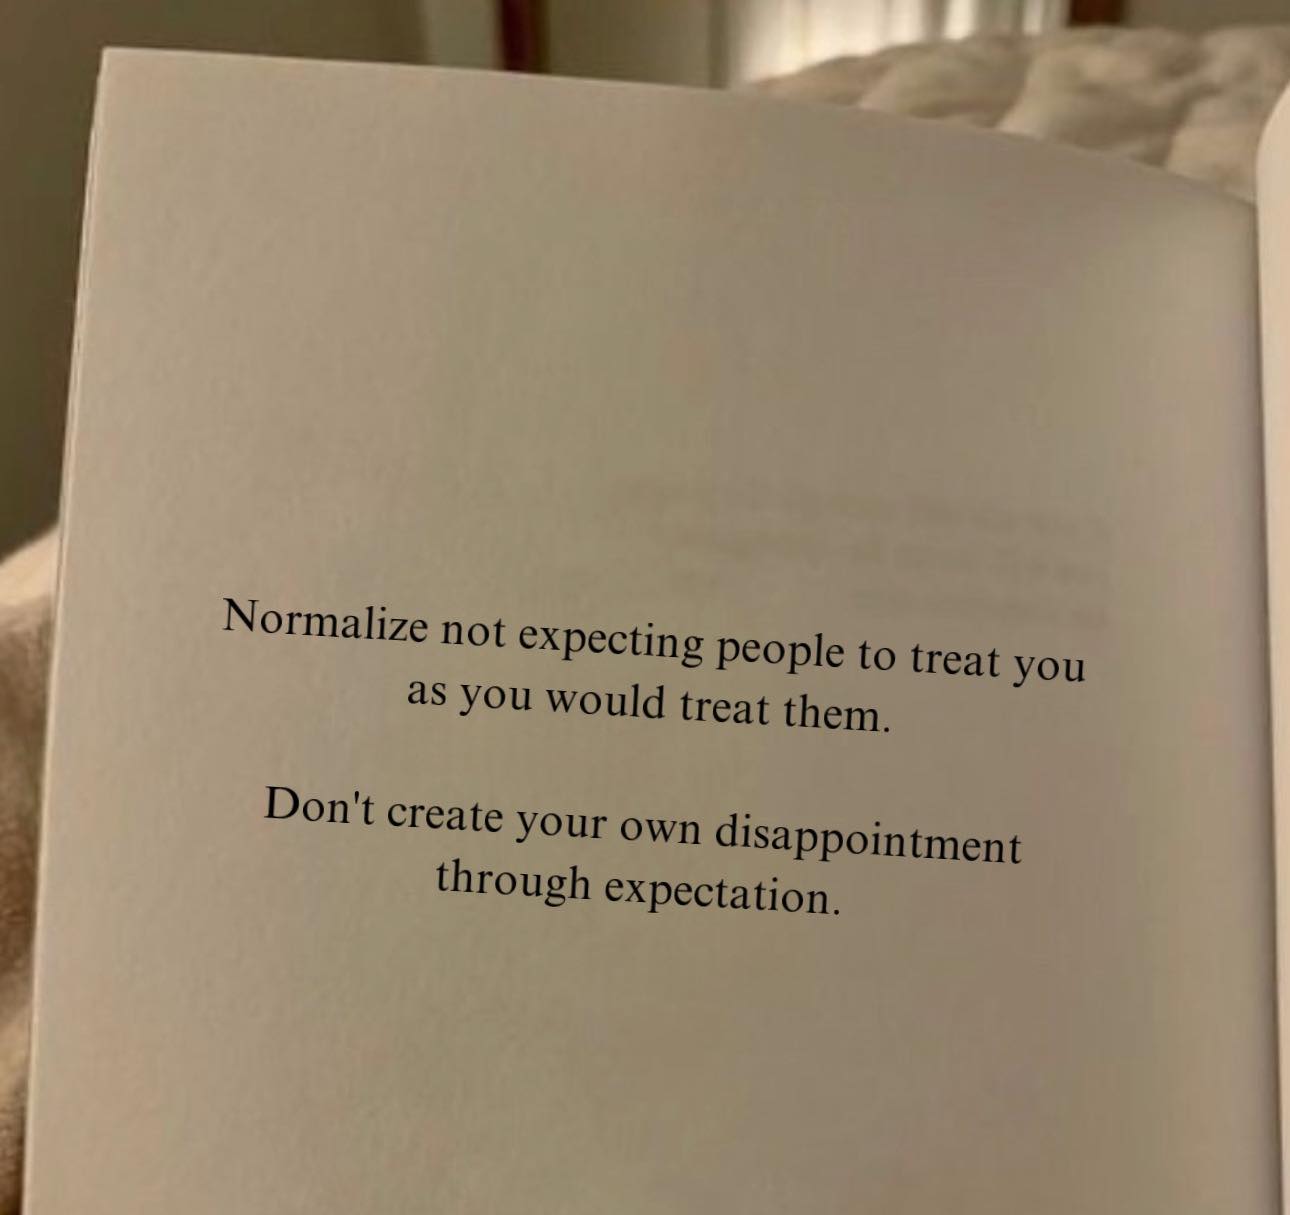 Normalize not expecting people to treat you
as you would treat them.
Don't create your own disappointment
through expectation.